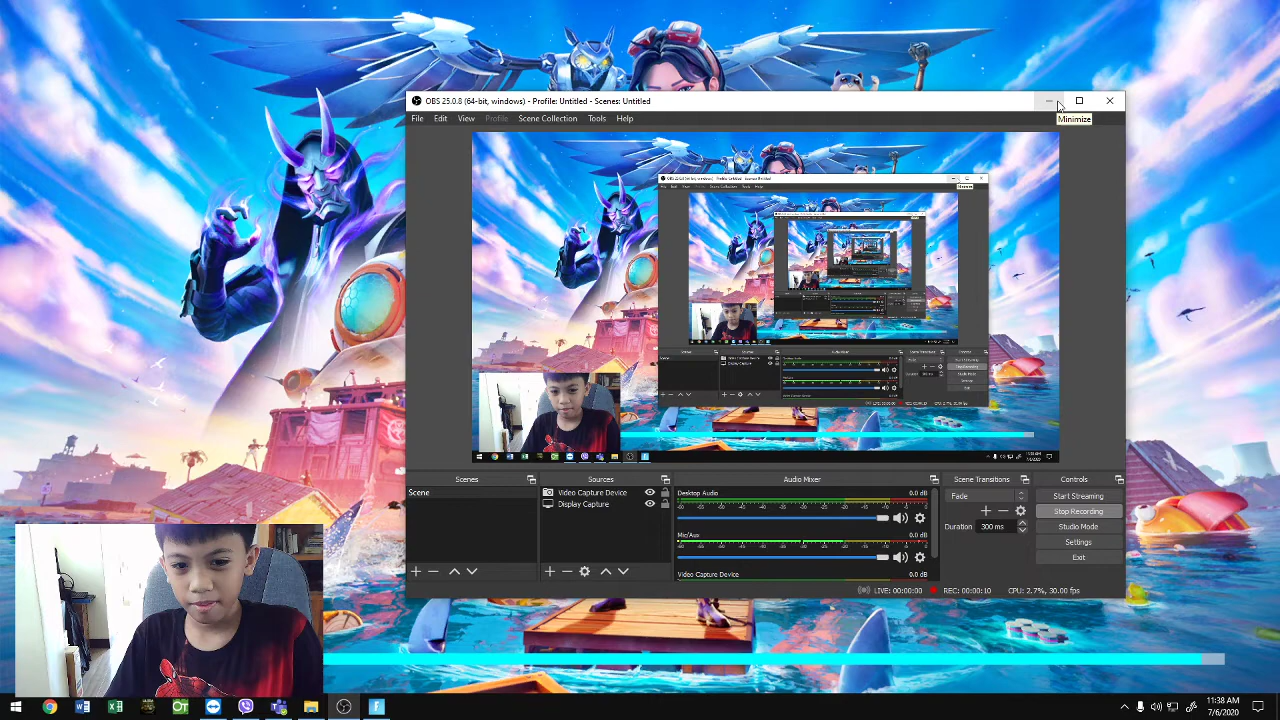 OBS 25.0.8 (64-bit, windows) - Profile: Untitled - Scenes: Untitled
Minimize
File Edit View Profile Scene Collection Tools Help
Scenes
Scene
Sources
Video Capture Device
Display Capture
Audio Mixer
Desktop Audio 0.0 dB
Mic/Aux 0.0 dB
Video Capture Device 0.0 dB
Scene Transitions
Fade
Duration 300 ms
Controls
Start Streaming
Stop Recording
Studio Mode
Settings
Exit
LIVE: 00:00:00 REC: 00:00:10 CPU: 2.7%, 30.00 fps
11:38 AM
7/6/2020